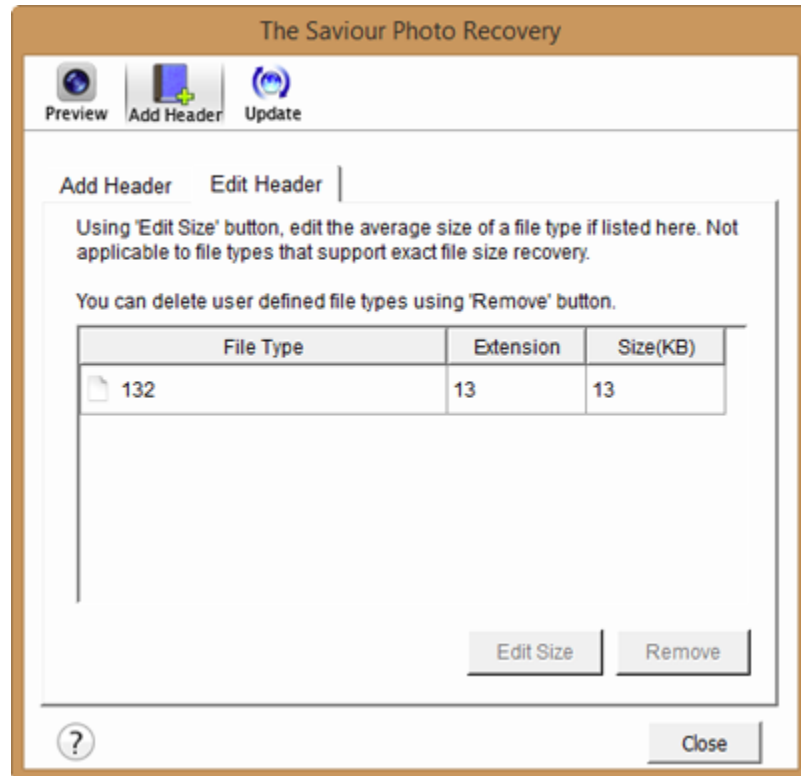 The Saviour Photo Recovery
Preview Add Header Update
Add Header Edit Header
Using 'Edit Size' button, edit the average size of a file type if listed here. Not
applicable to file types that support exact file size recovery.
You can delete user defined file types using 'Remove' button.
File Type Extension Size(KB)
132 13 13
Edit Size Remove
? Close